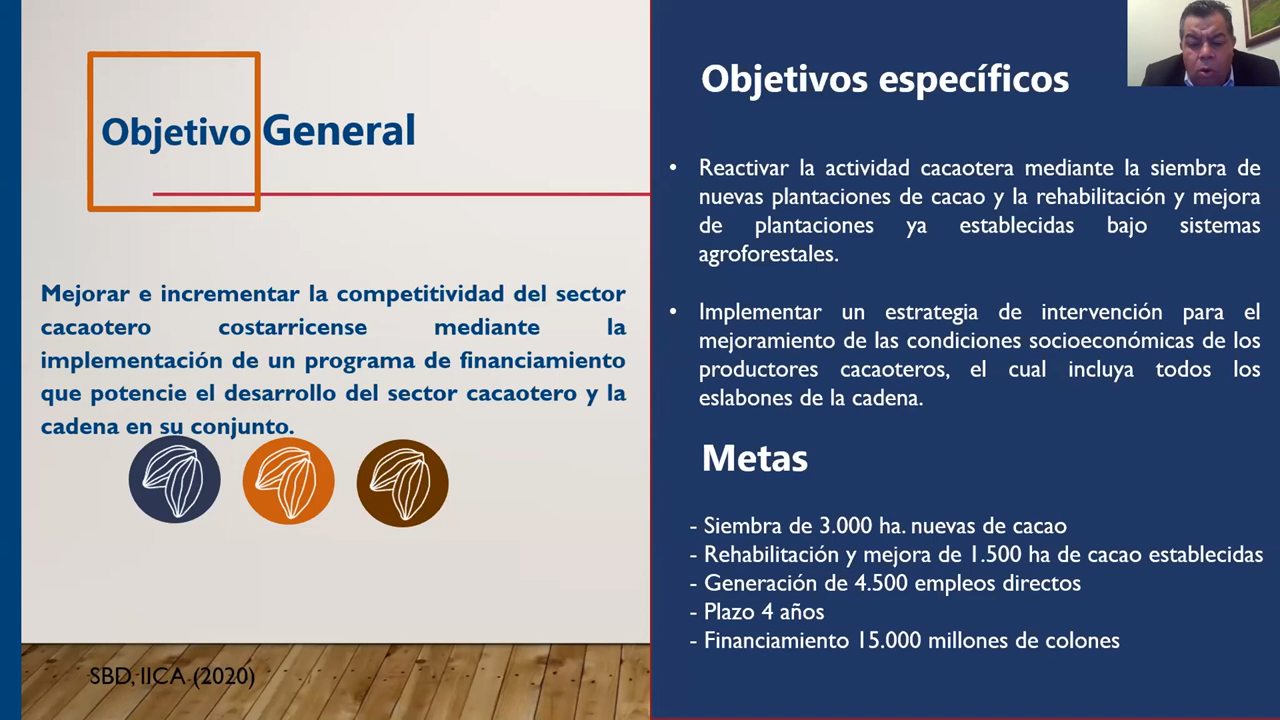 Objetivo General
Mejorar e incrementar la competitividad del sector
cacaotero costarricense mediante la
implementación de un programa de financiamiento
que potencie el desarrollo del sector cacaotero y la
cadena en su conjunto.
SBD, IICA (2020)
Objetivos específicos
• Reactivar la actividad cacaotera mediante la siembra de
nuevas plantaciones de cacao y la rehabilitación y mejora
de plantaciones ya establecidas bajo sistemas
agroforestales.
• Implementar un estrategia de intervención para el
mejoramiento de las condiciones socioeconómicas de los
productores cacaoteros, el cual incluya todos los
eslabones de la cadena.
Metas
- Siembra de 3.000 ha. nuevas de cacao
- Rehabilitación y mejora de 1.500 ha de cacao establecidas
- Generación de 4.500 empleos directos
- Plazo 4 años
- Financiamiento 15.000 millones de colones